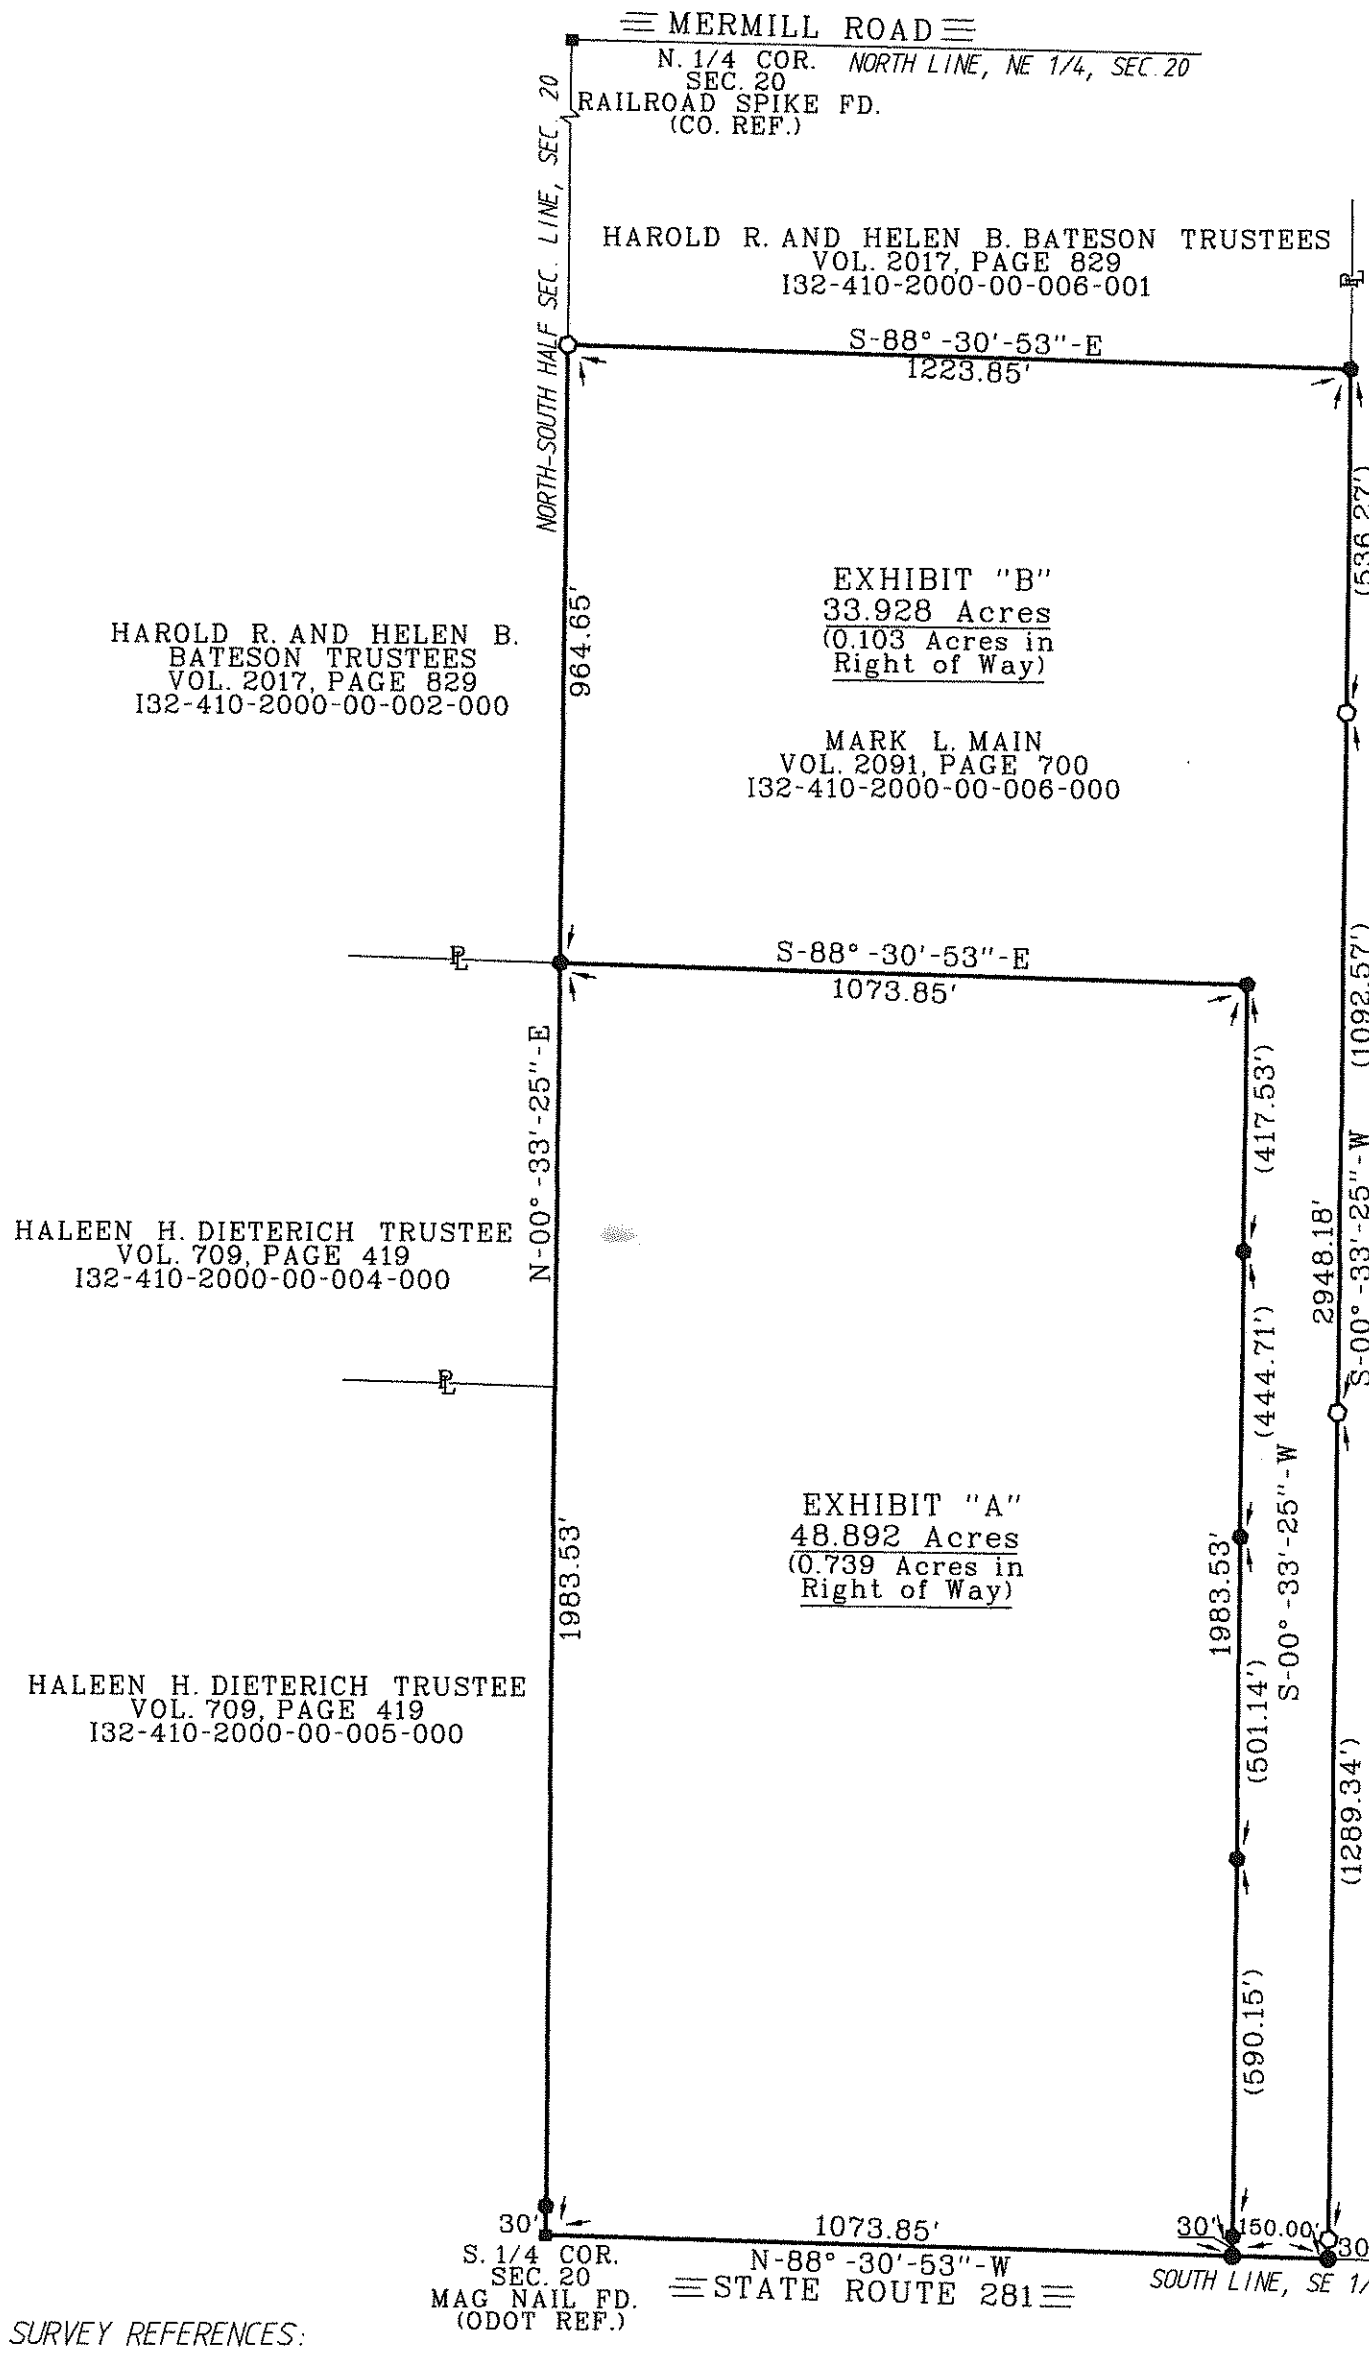 MERMILL ROAD
N. 1/4 COR.
SEC. 20
RAILROAD SPIKE FD.
(CO. REF.)
NORTH LINE, NE 1/4, SEC. 20
NORTH-SOUTH HALF SEC. LINE, SEC. 20
HAROLD R. AND HELEN B. BATESON TRUSTEES
VOL. 2017, PAGE 829
I32-410-2000-00-006-001
PL
S-88°-30'-53"-E
1223.85'
(536.27')
964.65'
EXHIBIT "B"
33.928 Acres
(0.103 Acres in
Right of Way)
HAROLD R. AND HELEN B.
BATESON TRUSTEES
VOL. 2017, PAGE 829
I32-410-2000-00-002-000
MARK L. MAIN
VOL. 2091, PAGE 700
I32-410-2000-00-006-000
PL
S-88°-30'-53"-E
1073.85'
(1092.57')
N-00°-33'-25"-E
(417.53')
HALEEN H. DIETERICH TRUSTEE
VOL. 709, PAGE 419
I32-410-2000-00-004-000
2948.18'
S-00°-33'-25"-W
(444.71')
PL
EXHIBIT "A"
48.892 Acres
(0.739 Acres in
Right of Way)
1983.53'
1983.53'
S-00°-33'-25"-W
(501.14')
HALEEN H. DIETERICH TRUSTEE
VOL. 709, PAGE 419
I32-410-2000-00-005-000
(1289.34')
(590.15')
30'
1073.85'
30'
150.00'
30
S. 1/4 COR.
SEC. 20
MAG NAIL FD.
(ODOT REF.)
N-88°-30'-53"-W
STATE ROUTE 281
SOUTH LINE, SE 1/
SURVEY REFERENCES: